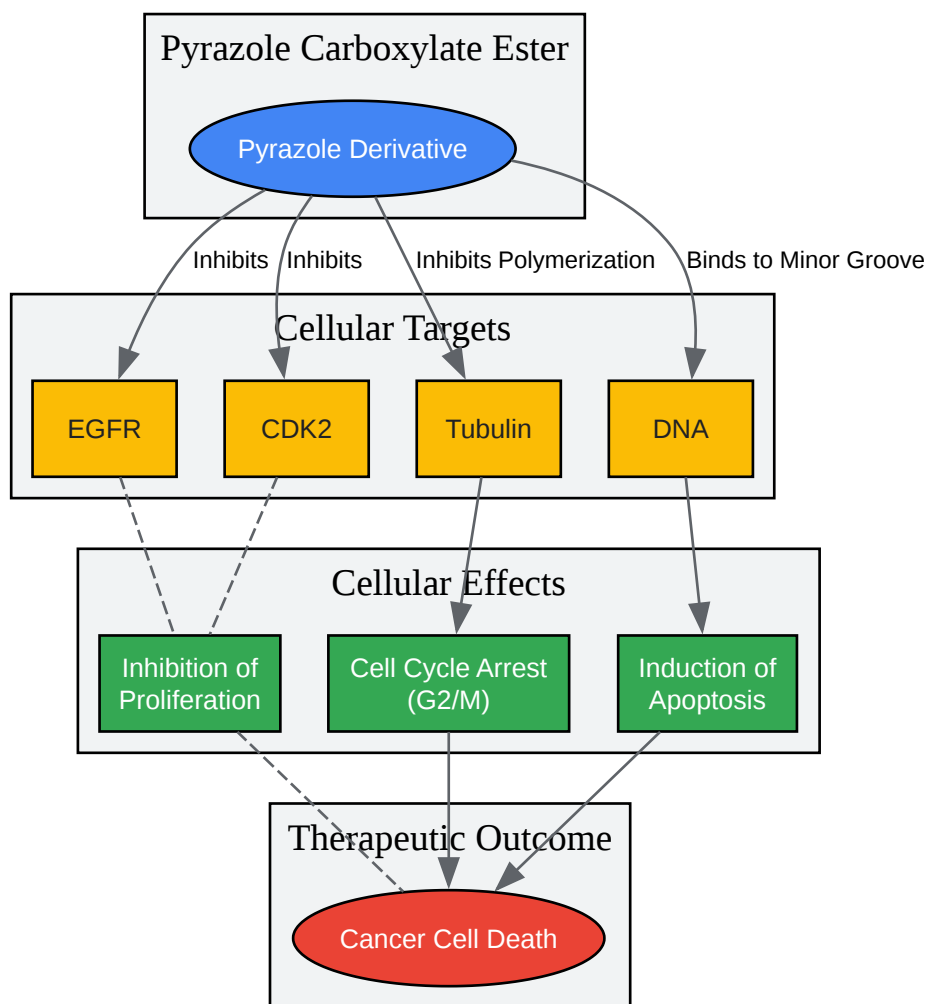 Pyrazole Carboxylate Ester
Pyrazole Derivative
Inhibits
Inhibits
Inhibits Polymerization
Binds to Minor Groove
Cellular Targets
EGFR
CDK2
Tubulin
DNA
Cellular Effects
Inhibition of
Proliferation
Cell Cycle Arrest
(G2/M)
Induction of
Apoptosis
Therapeutic Outcome
Cancer Cell Death